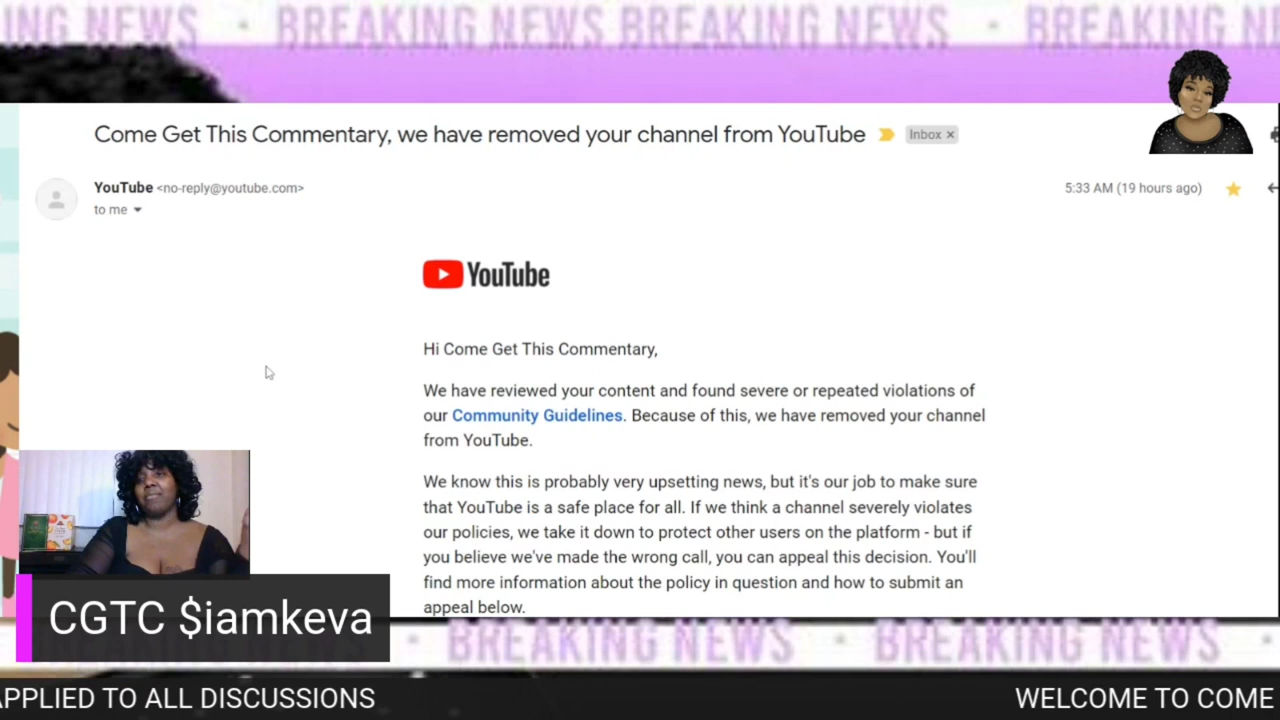 ING NEWS • BREAKING NEWS BREAKING NEWS • BREAKING N
Come Get This Commentary, we have removed your channel from YouTube Inbox ×
YouTube <no-reply@youtube.com> 5:33 AM (19 hours ago)
to me
YouTube
Hi Come Get This Commentary,
We have reviewed your content and found severe or repeated violations of
our Community Guidelines. Because of this, we have removed your channel
from YouTube.
We know this is probably very upsetting news, but it's our job to make sure
that YouTube is a safe place for all. If we think a channel severely violates
our policies, we take it down to protect other users on the platform - but if
you believe we've made the wrong call, you can appeal this decision. You'll
find more information about the policy in question and how to submit an
appeal below.
CGTC $iamkeva
• BREAKING NEWS • BREAKING NEWS •
APPLIED TO ALL DISCUSSIONS WELCOME TO COME